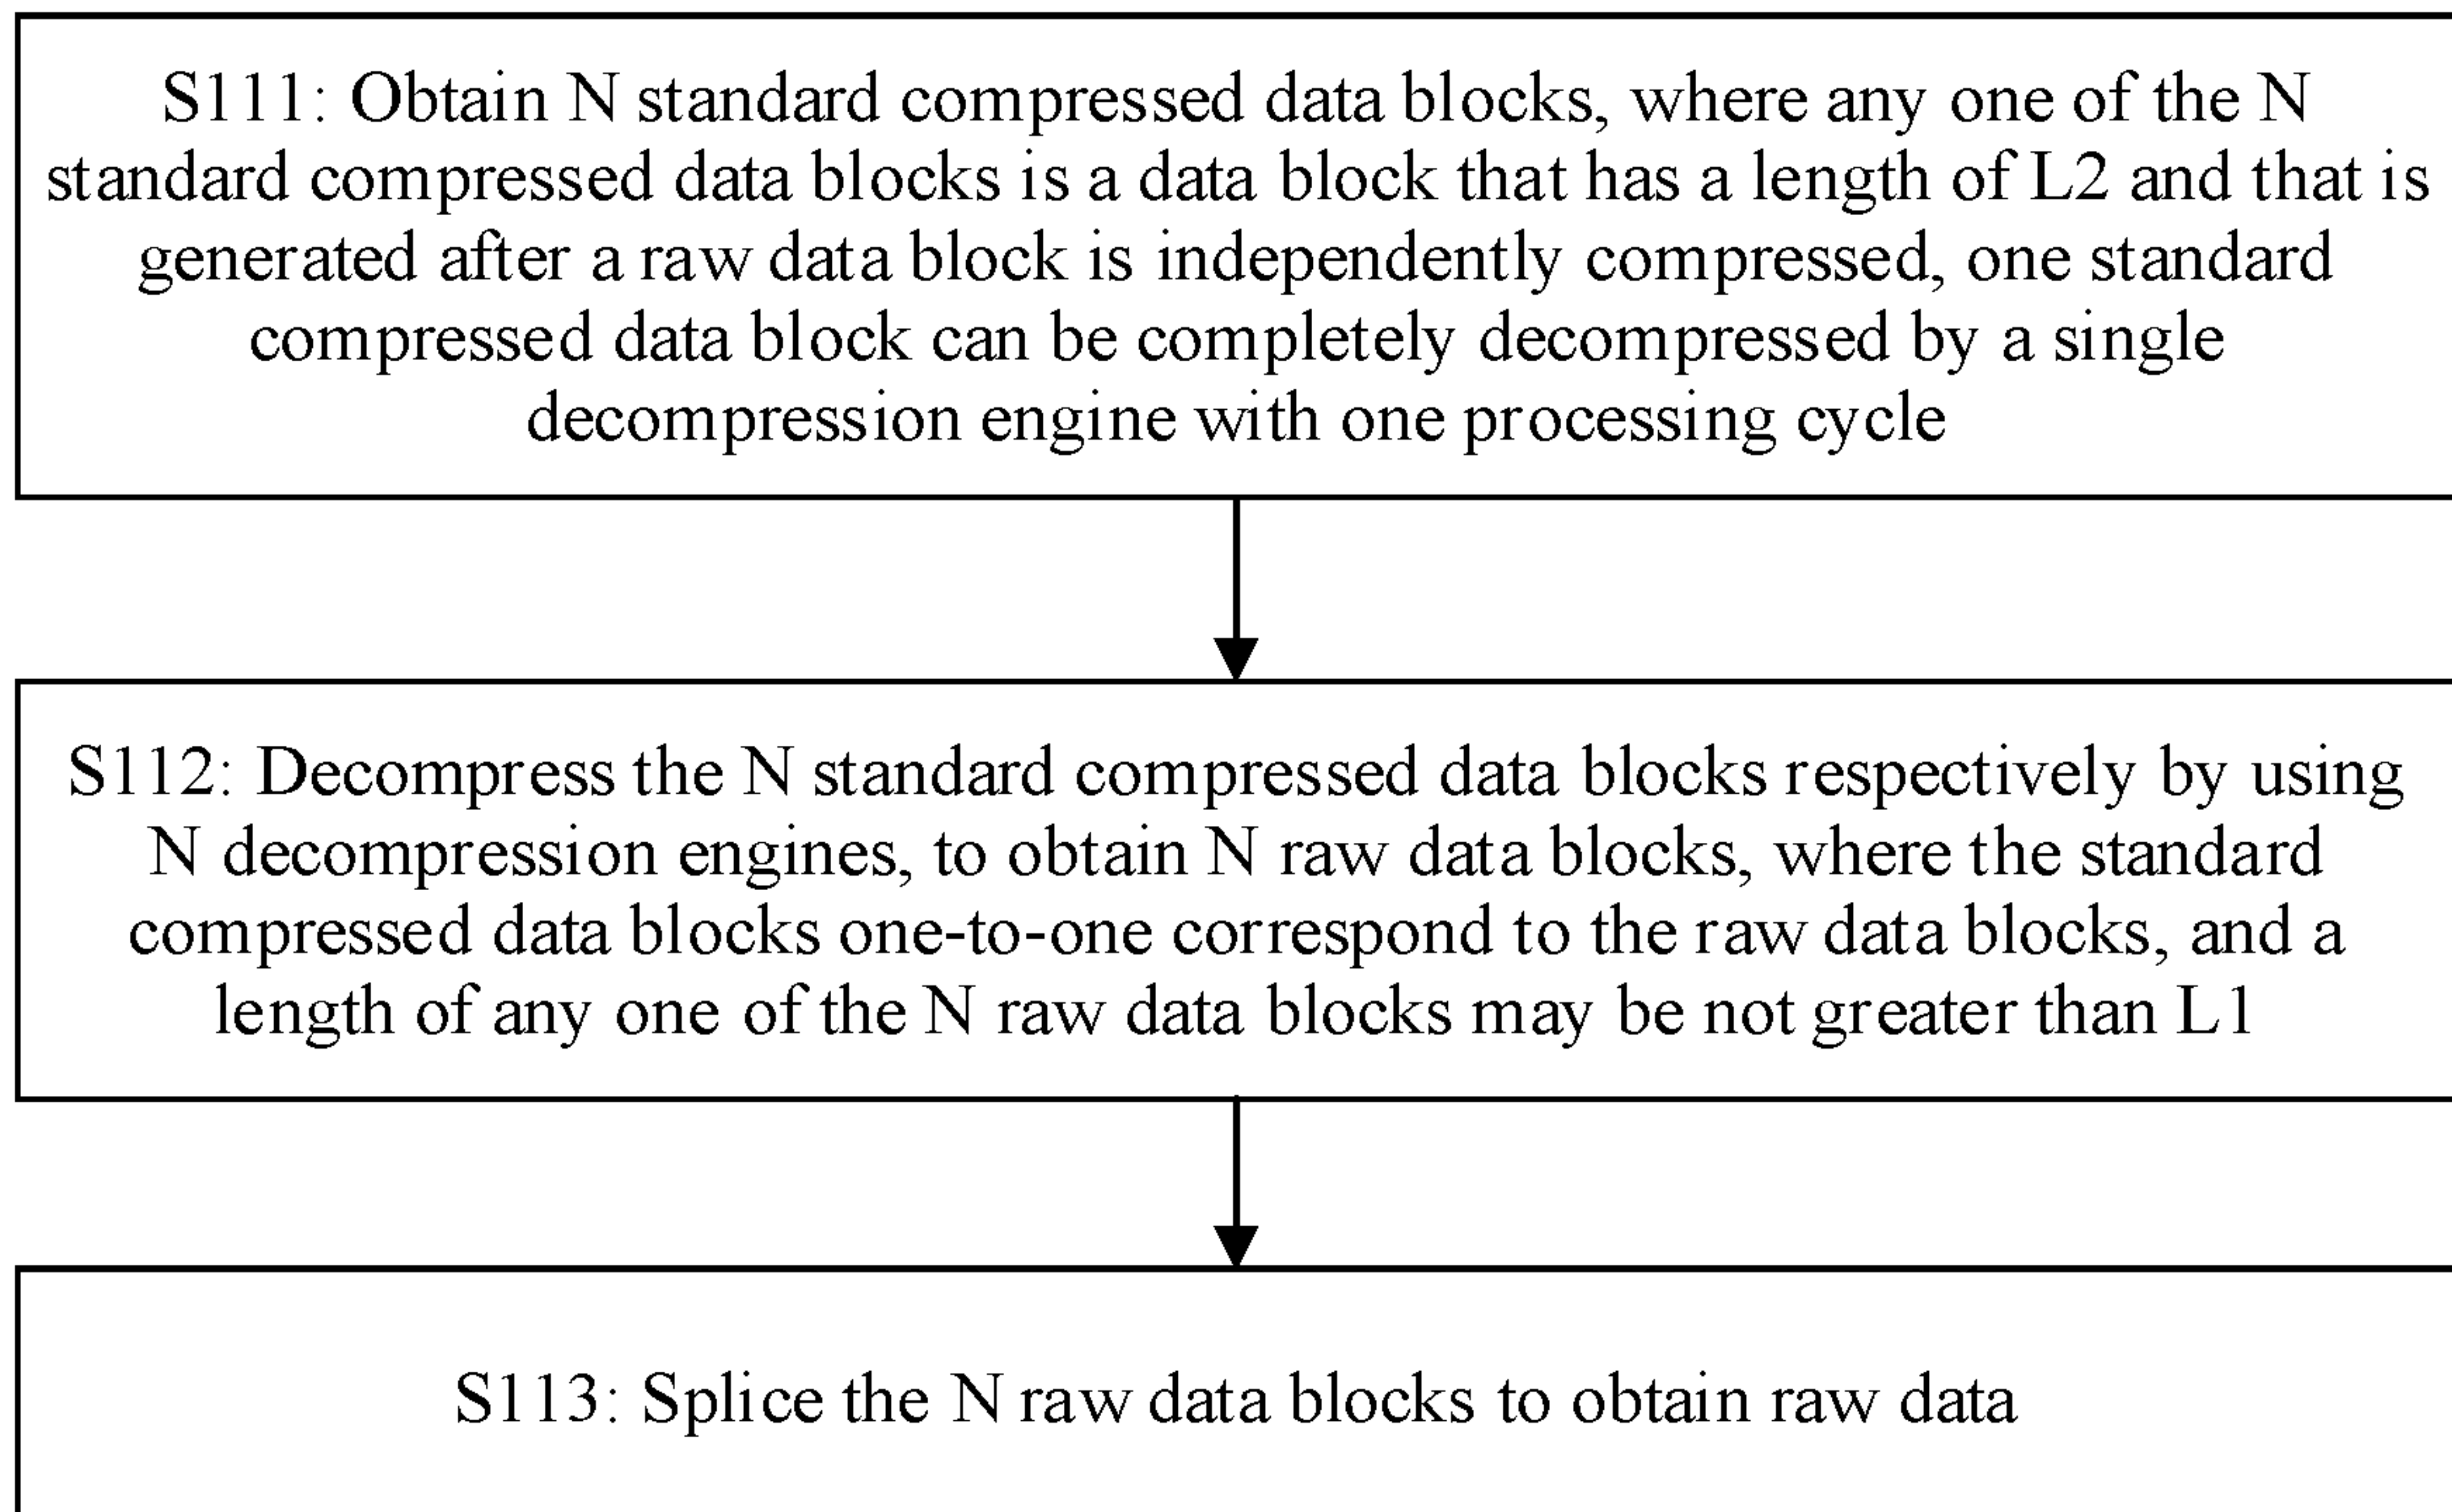 S111: Obtain N standard compressed data blocks, where any one of the N
standard compressed data blocks is a data block that has a length of L2 and that is
generated after a raw data block is independently compressed, one standard
compressed data block can be completely decompressed by a single
decompression engine with one processing cycle
S112: Decompress the N standard compressed data blocks respectively by using
N decompression engines, to obtain N raw data blocks, where the standard
compressed data blocks one-to-one correspond to the raw data blocks, and a
length of any one of the N raw data blocks may be not greater than L1
S113: Splice the N raw data blocks to obtain raw data